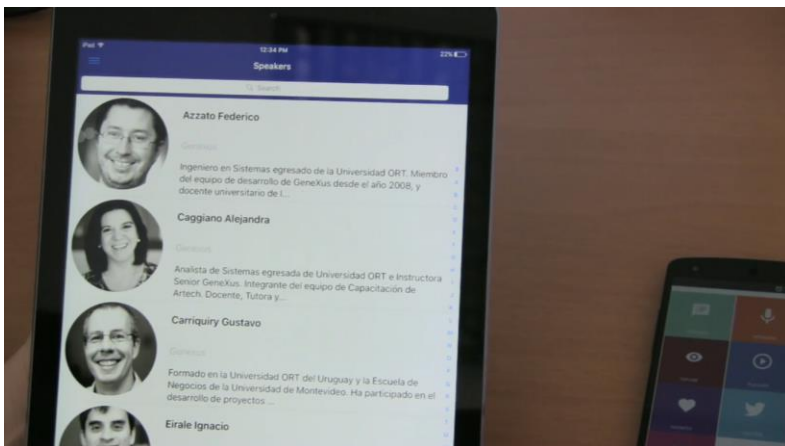 iPad
12:34 PM
22%
Speakers
Search
Azzato Federico
Genexus
Ingeniero en Sistemas egresado de la Universidad ORT. Miembro
del equipo de desarrollo de GeneXus desde el año 2008, y
docente universitario de l...
Caggiano Alejandra
Genexus
Analista de Sistemas egresada de Universidad ORT e Instructora
Senior GeneXus. Integrante del equipo de Capacitación de
Artech. Docente, Tutora y...
Carriquiry Gustavo
Genexus
Formado en la Universidad ORT del Uruguay y la Escuela de
Negocios de la Universidad de Montevideo. Ha participado en el
desarrollo de proyectos ...
Eirale Ignacio